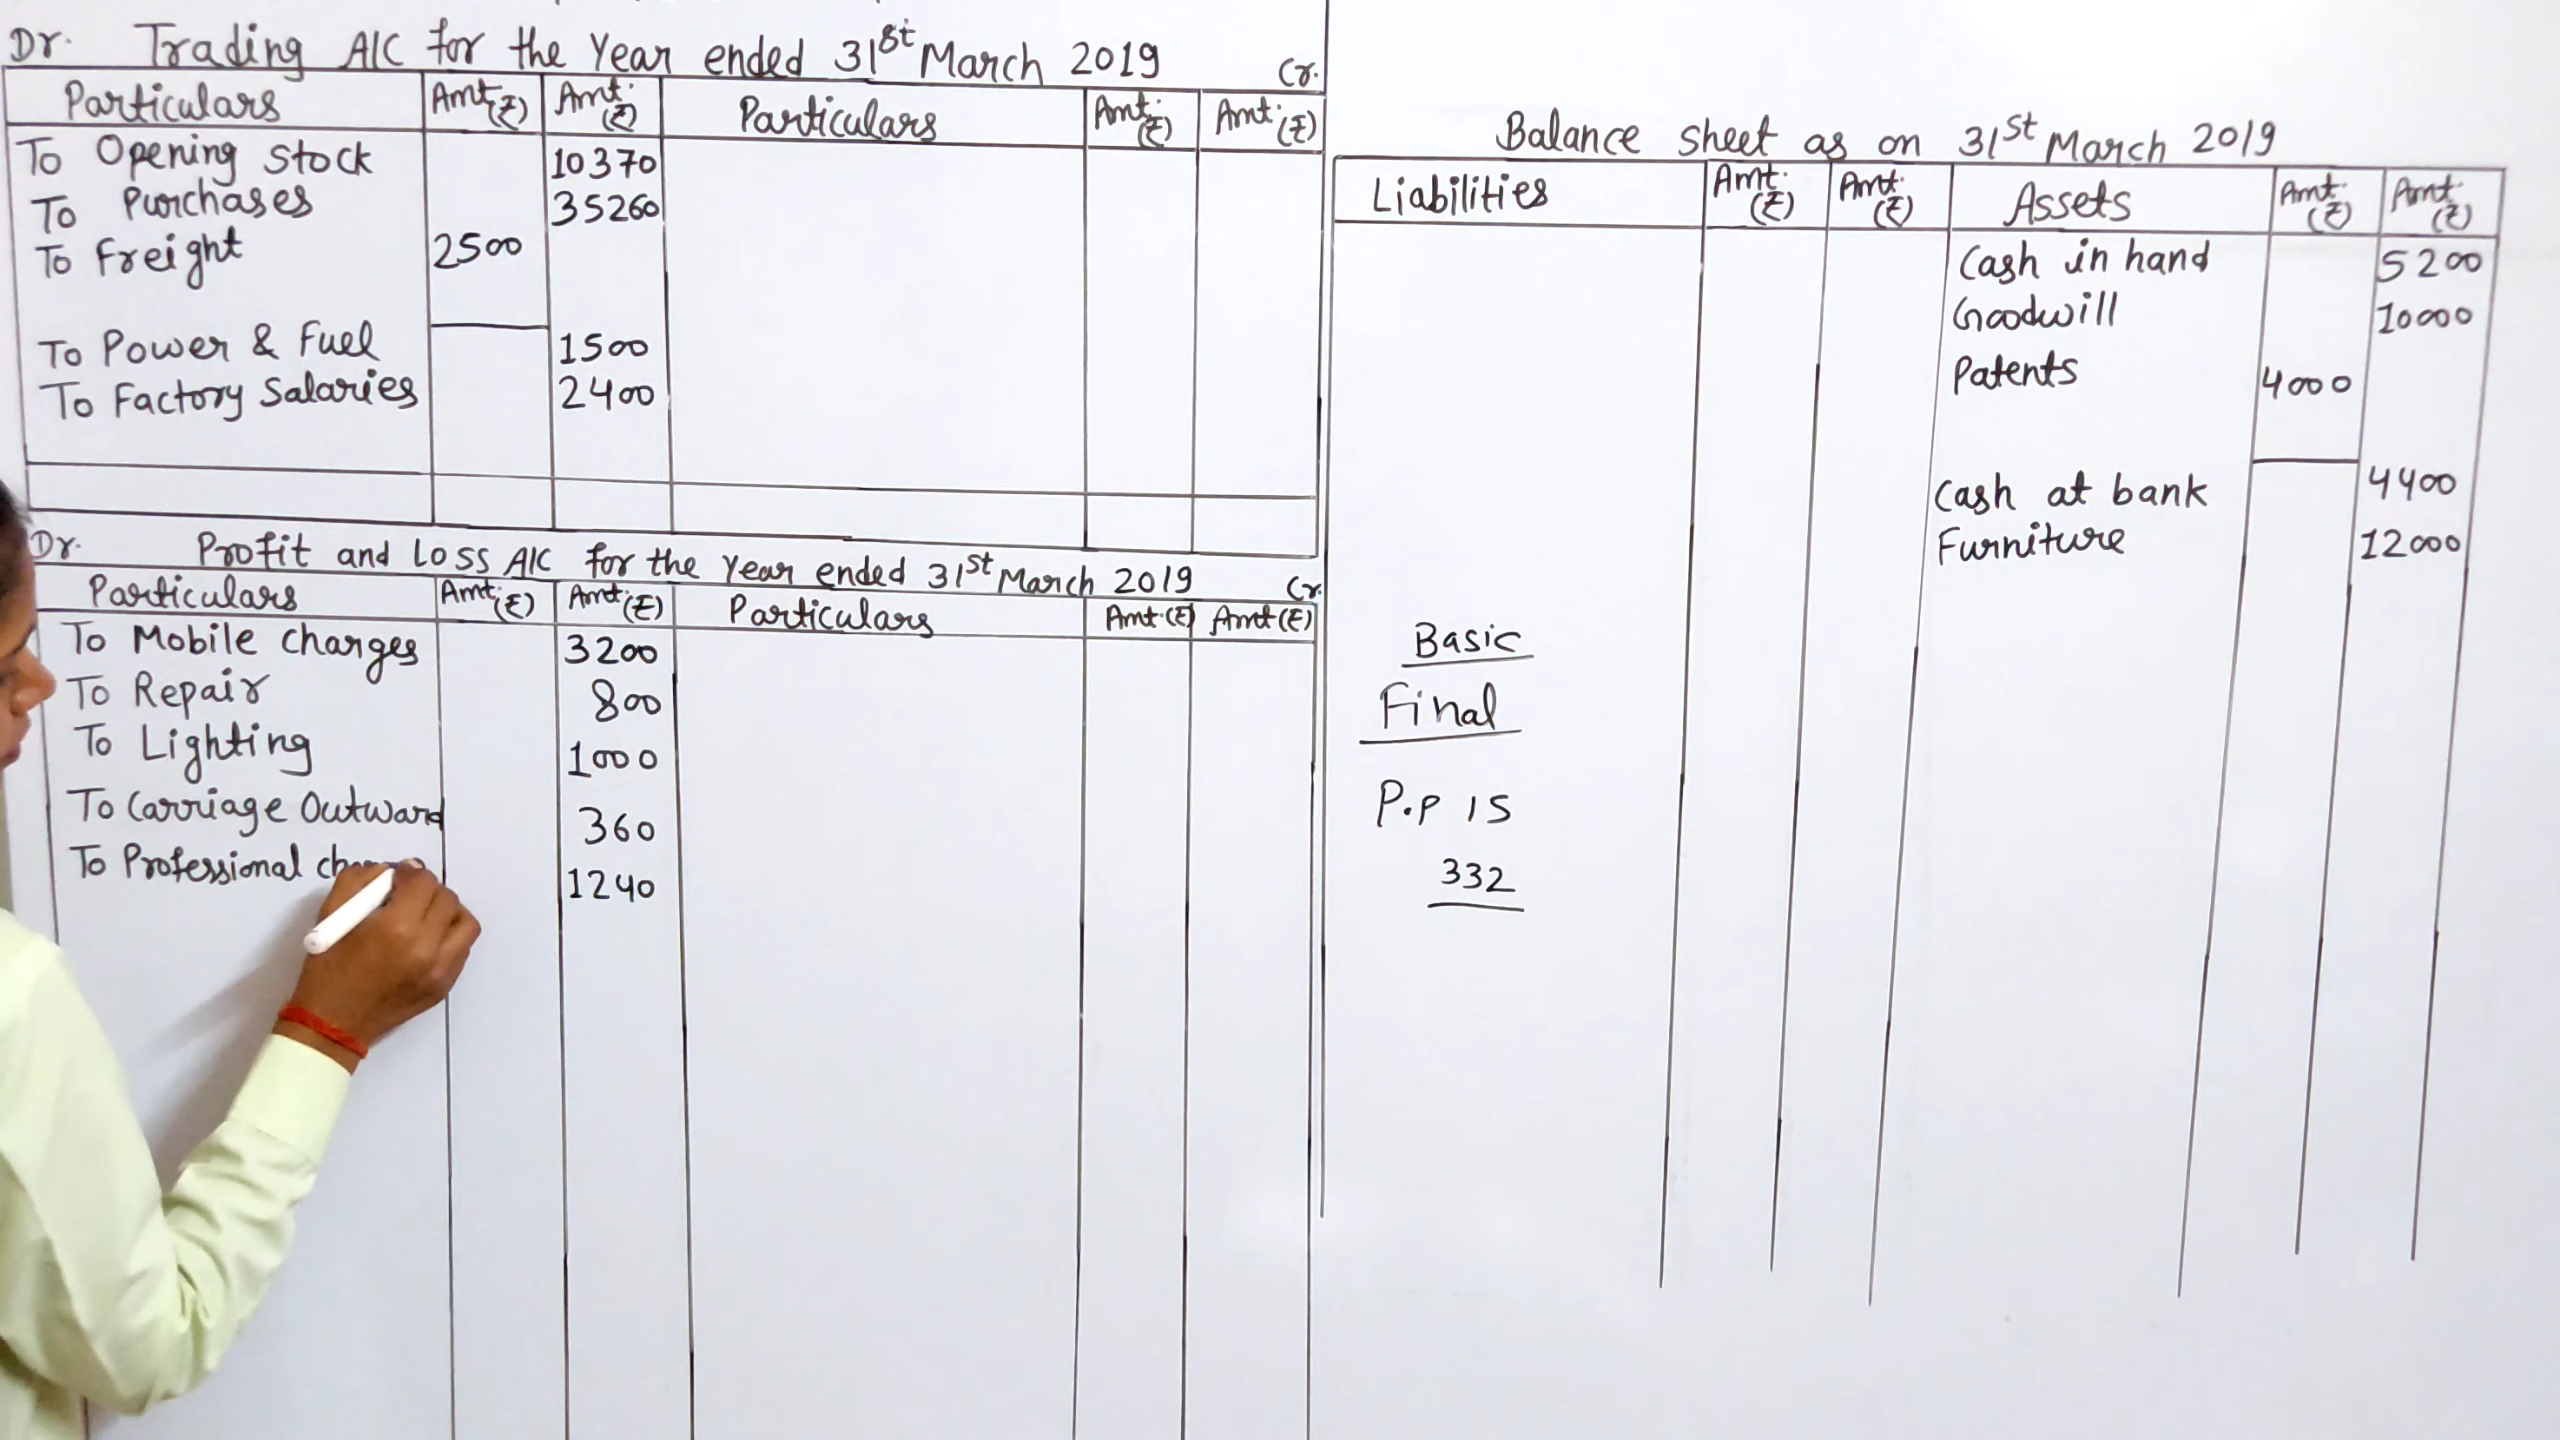 Dr. Trading A/C for the Year ended 31st March 2019 Cr.
Particulars Amt.(₹) Amt.(₹) Particulars Amt.(₹) Amt.(₹)
To Opening Stock 10370
To Purchases 35260
To Freight 2500
To Power & Fuel 1500
To Factory Salaries 2400
Dr. Profit and Loss A/C for the Year ended 31st March 2019 Cr.
Particulars Amt.(₹) Amt.(₹) Particulars Amt.(₹) Amt(₹)
To Mobile Charges 3200
To Repair 800
To Lighting 1000
To Carriage Outward 360
To Professional 1240
Balance Sheet as on 31st March 2019
Liabilities Amt.(₹) Amt.(₹) Assets Amt.(₹) Amt.(₹)
Cash in hand 5200
Goodwill 10000
Patents 4000
Cash at bank 4400
Furniture 12000
Basic
Final
P.P 15
332